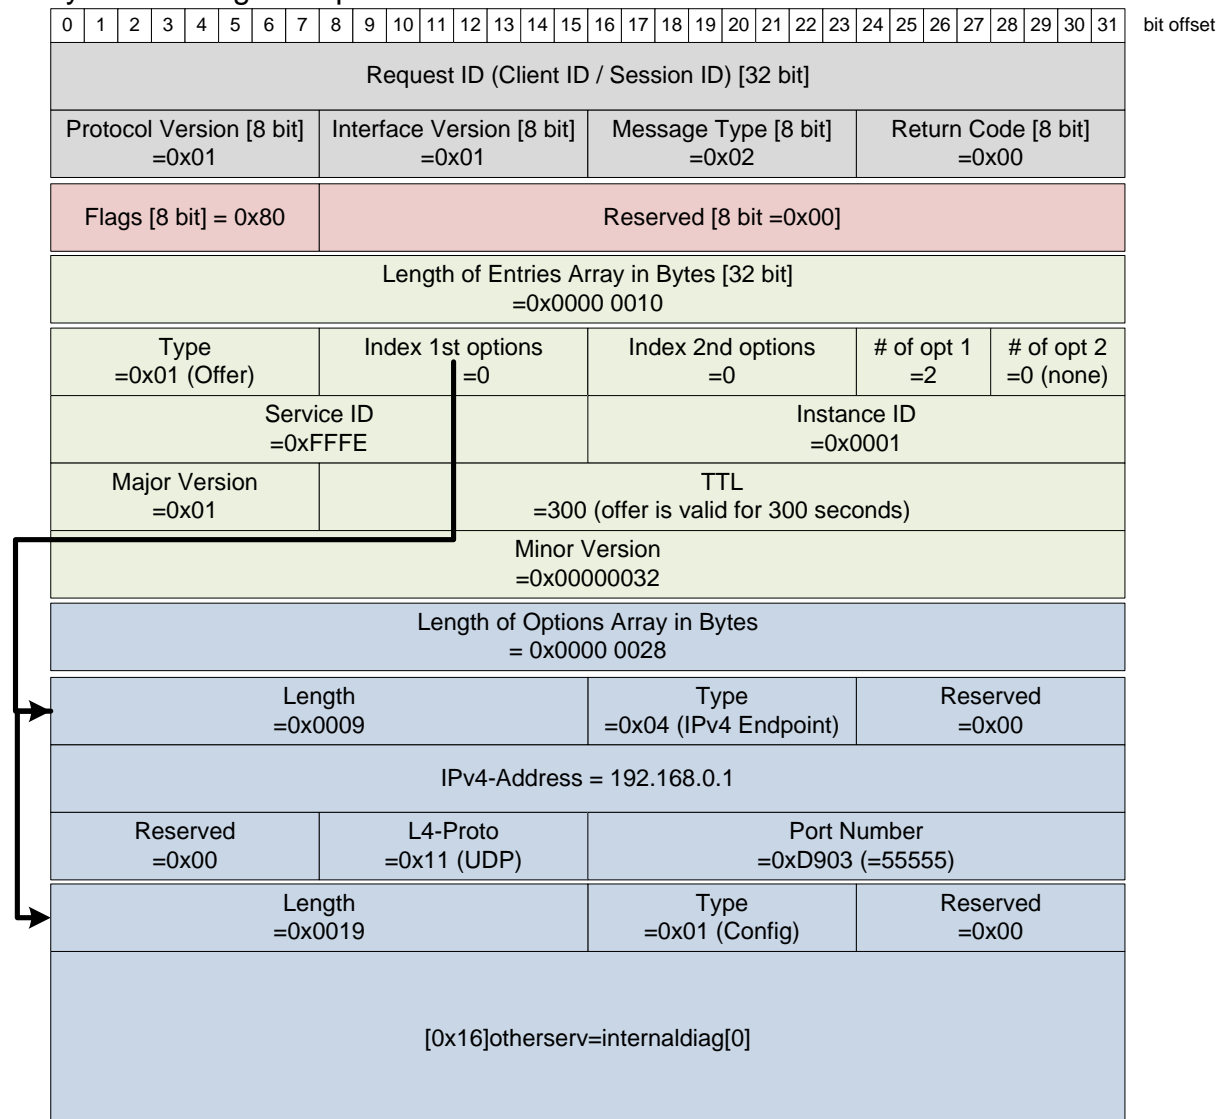 0 1 2 3 4 5 6 7 8 9 10 11 12 13 14 15 16 17 18 19 20 21 22 23 24 25 26 27 28 29 30 31 bit offset
Request ID (Client ID / Session ID) [32 bit]
Protocol Version [8 bit] Interface Version [8 bit] Message Type [8 bit] Return Code [8 bit]
=0x01 =0x01 =0x02 =0x00
Flags [8 bit] = 0x80 Reserved [8 bit =0x00]
Length of Entries Array in Bytes [32 bit]
=0x0000 0010
Type Index 1st options Index 2nd options # of opt 1 # of opt 2
=0x01 (Offer) =0 =0 =2 =0 (none)
Service ID Instance ID
=0xFFFE =0x0001
Major Version TTL
=0x01 =300 (offer is valid for 300 seconds)
Minor Version
=0x00000032
Length of Options Array in Bytes
= 0x0000 0028
Length Type Reserved
=0x0009 =0x04 (IPv4 Endpoint) =0x00
IPv4-Address = 192.168.0.1
Reserved L4-Proto Port Number
=0x00 =0x11 (UDP) =0xD903 (=55555)
Length Type Reserved
=0x0019 =0x01 (Config) =0x00
[0x16]otherserv=internaldiag[0]